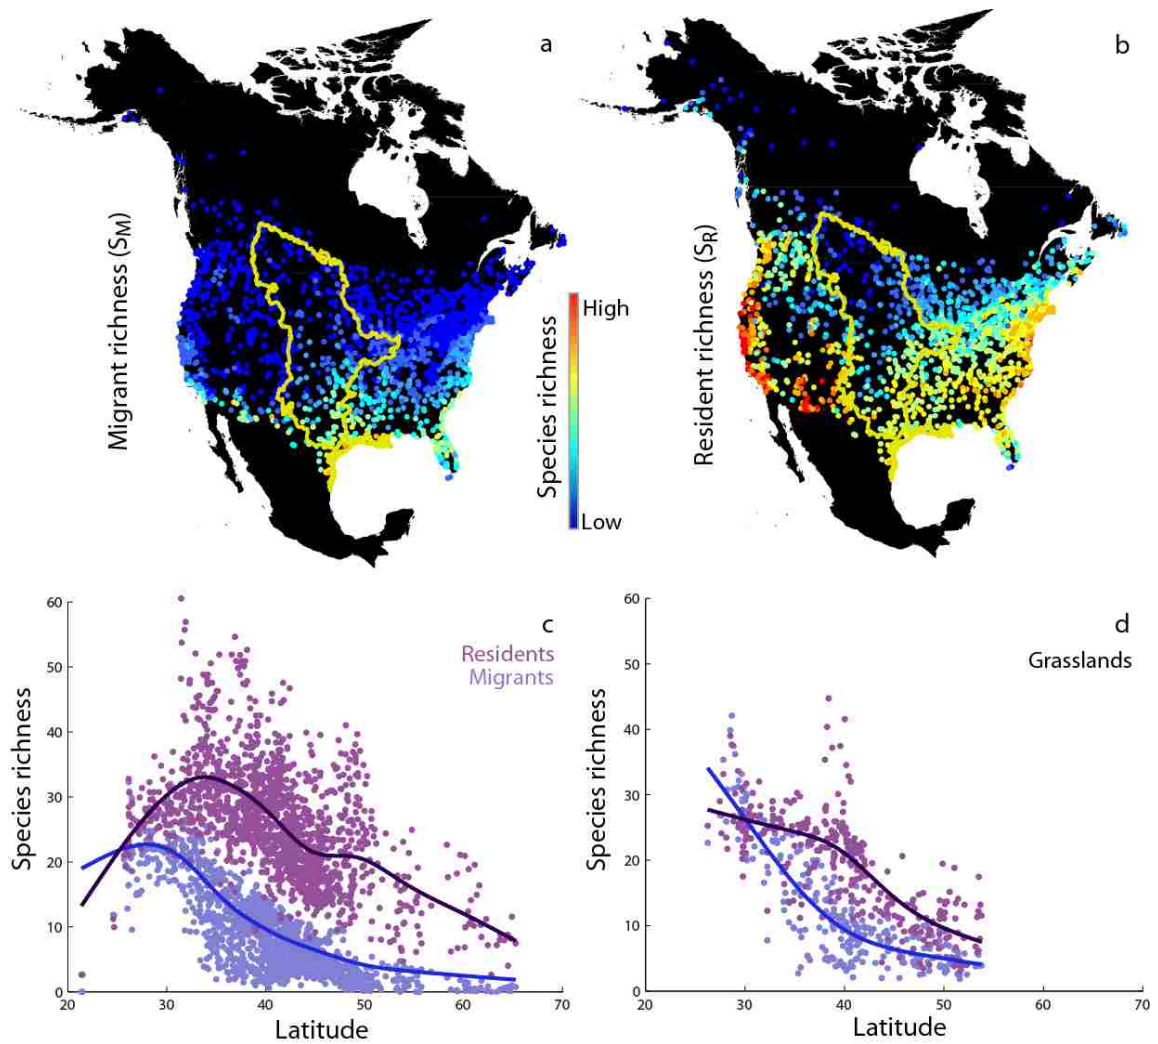 a
b
Migrant richness (SM)
Species richness
High
Low
Resident richness (SR)
c
Residents
Migrants
Species richness
60
50
40
30
20
10
0
20 30 40 50 60 70
Latitude
d
Grasslands
Species richness
60
50
40
30
20
10
0
20 30 40 50 60 70
Latitude